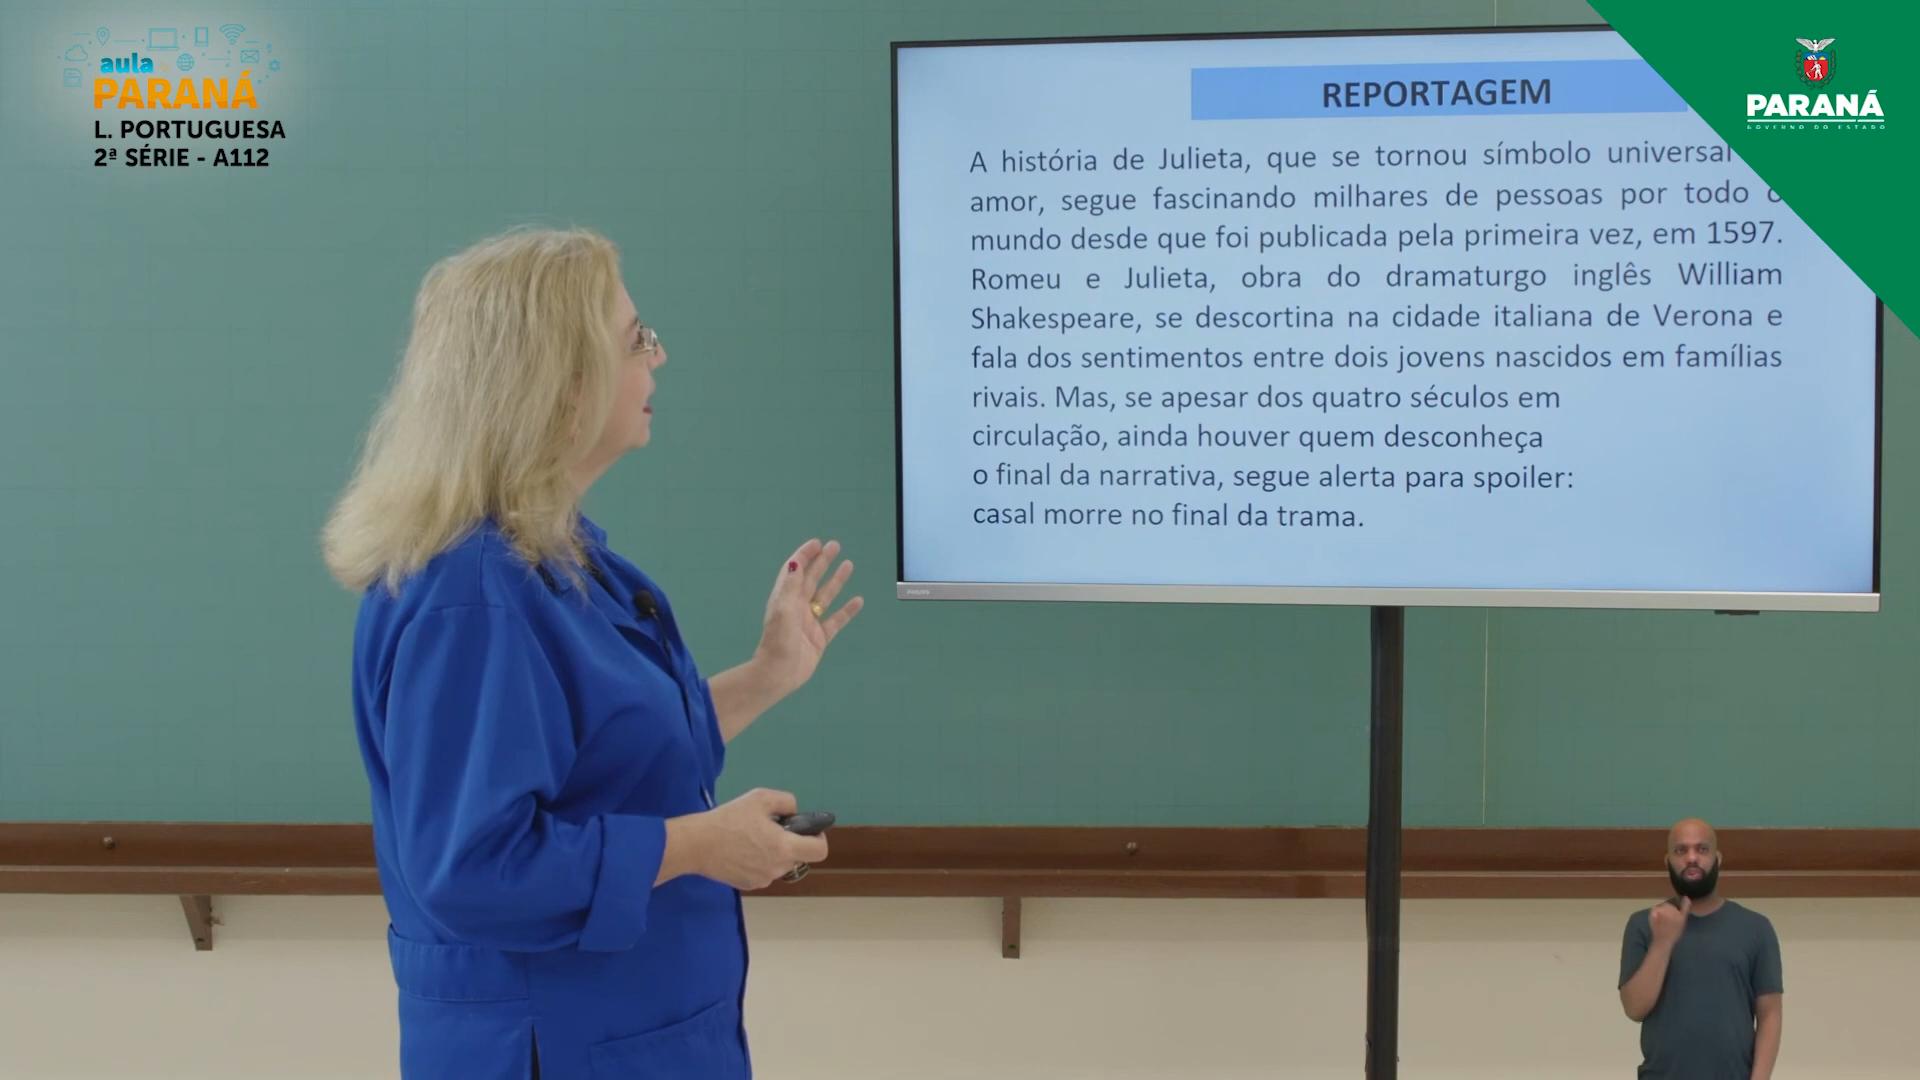 aula
PARANÁ
L. PORTUGUESA
2ª SÉRIE - A112
REPORTAGEM
A história de Julieta, que se tornou símbolo universal
amor, segue fascinando milhares de pessoas por todo o
mundo desde que foi publicada pela primeira vez, em 1597.
Romeu e Julieta, obra do dramaturgo inglês William
Shakespeare, se descortina na cidade italiana de Verona e
fala dos sentimentos entre dois jovens nascidos em famílias
rivais. Mas, se apesar dos quatro séculos em
circulação, ainda houver quem desconheça
o final da narrativa, segue alerta para spoiler:
casal morre no final da trama.
PHILIPS
PARANÁ
GOVERNO DO ESTADO